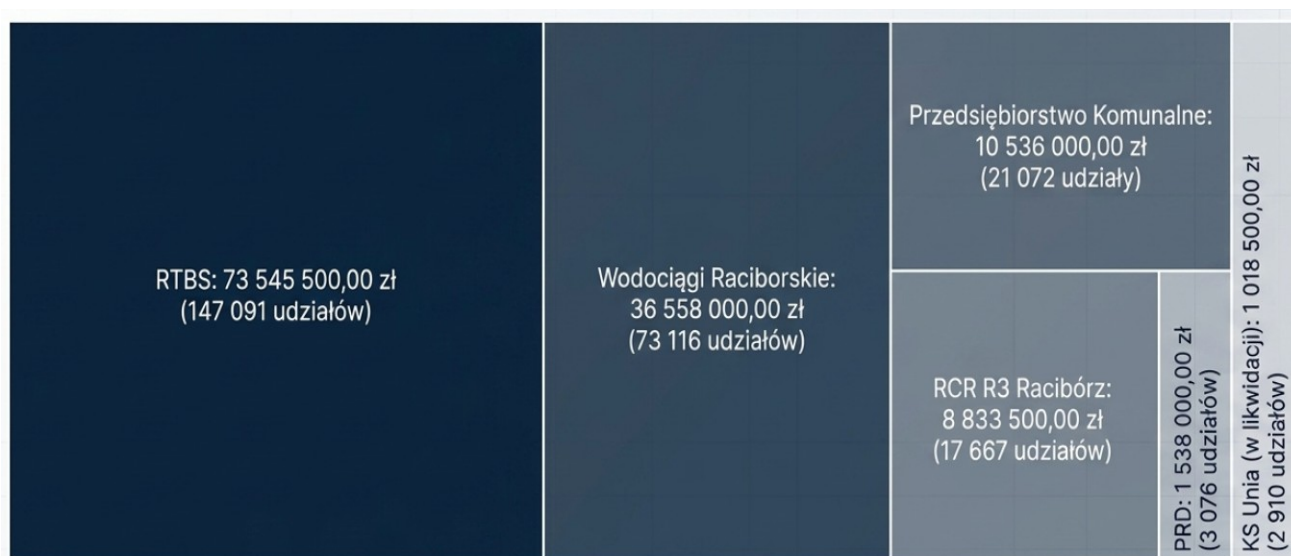 RTBS: 73 545 500,00 zł
(147 091 udziałów)
Wodociągi Raciborskie:
36 558 000,00 zł
(73 116 udziałów)
Przedsiębiorstwo Komunalne:
10 536 000,00 zł
(21 072 udziały)
RCR R3 Racibórz:
8 833 500,00 zł
(17 667 udziałów)
PRD: 1 538 000,00 zł
(3 076 udziałów)
KS Unia (w likwidacji): 1 018 500,00 zł
(2 910 udziałów)